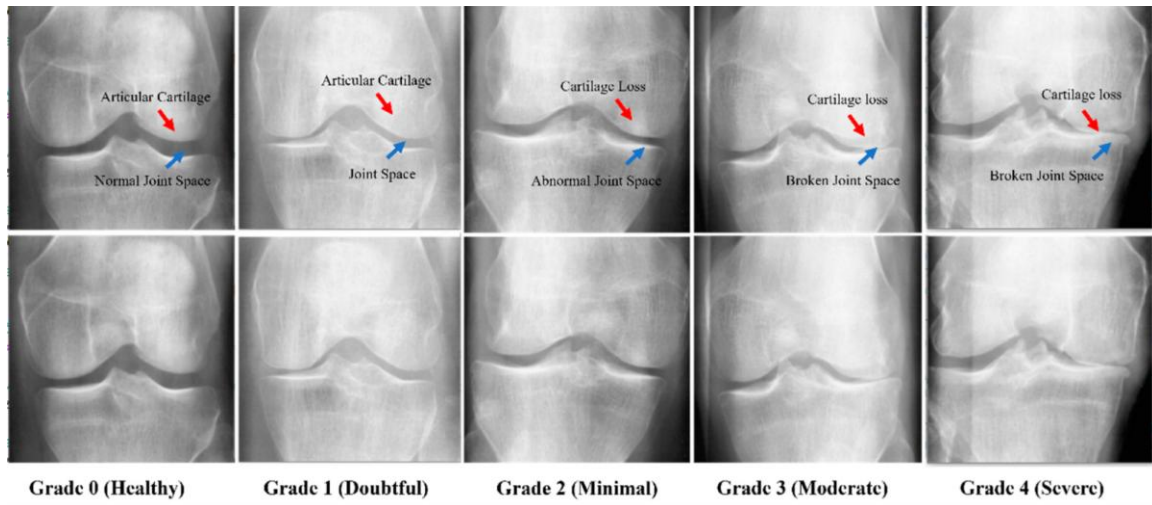 Articular Cartilage
Normal Joint Space
Articular Cartilage
Joint Space
Cartilage Loss
Abnormal Joint Space
Cartilage loss
Broken Joint Space
Cartilage loss
Broken Joint Space
Grade 0 (Healthy)
Grade 1 (Doubtful)
Grade 2 (Minimal)
Grade 3 (Moderate)
Grade 4 (Severe)